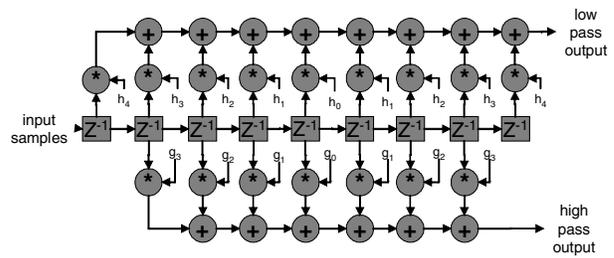 low
pass
output
+ + + + + + + +
* * * * * * * * *
h4 h3 h2 h1 h0 h1 h2 h3 h4
input
samples
Z-1 Z-1 Z-1 Z-1 Z-1 Z-1 Z-1 Z-1 Z-1
g3 g2 g1 g0 g1 g2 g3
* * * * * * *
high
pass
output
+ + + + + +